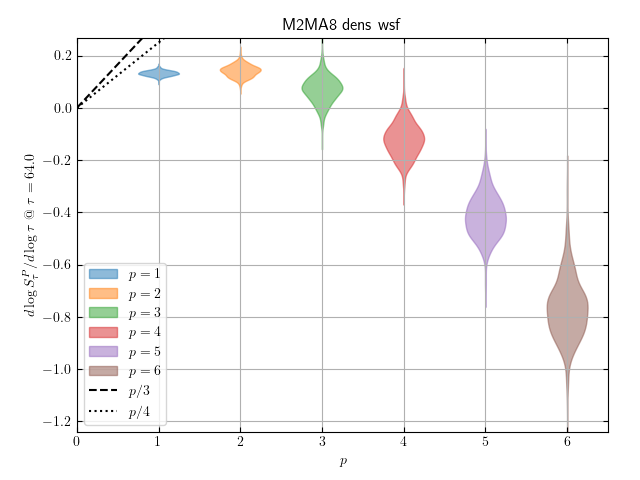 M2MA8 dens wsf
d log S_τ^P / d log τ @ τ = 64.0
0.2
0.0
−0.2
−0.4
−0.6
−0.8
−1.0
−1.2
p = 1
p = 2
p = 3
p = 4
p = 5
p = 6
p/3
p/4
0 1 2 3 4 5 6
p